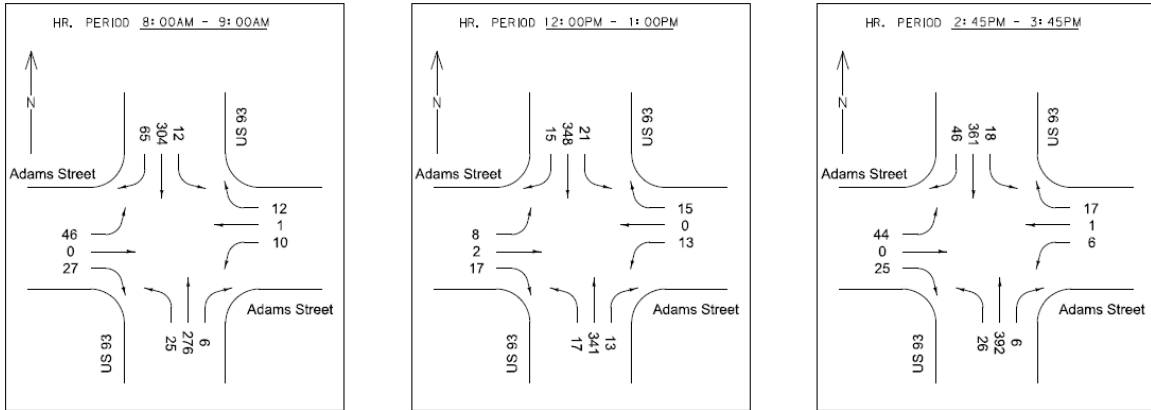 HR. PERIOD 8:00AM - 9:00AM
N
US 93
65 304 12
Adams Street
12
1
10
46
0
27
25 276 6
Adams Street
US 93
HR. PERIOD 12:00PM - 1:00PM
N
US 93
15 348 21
Adams Street
15
0
13
8
2
17
17 341 13
Adams Street
US 93
HR. PERIOD 2:45PM - 3:45PM
N
US 93
46 361 18
Adams Street
17
1
6
44
0
25
26 392 6
Adams Street
US 93